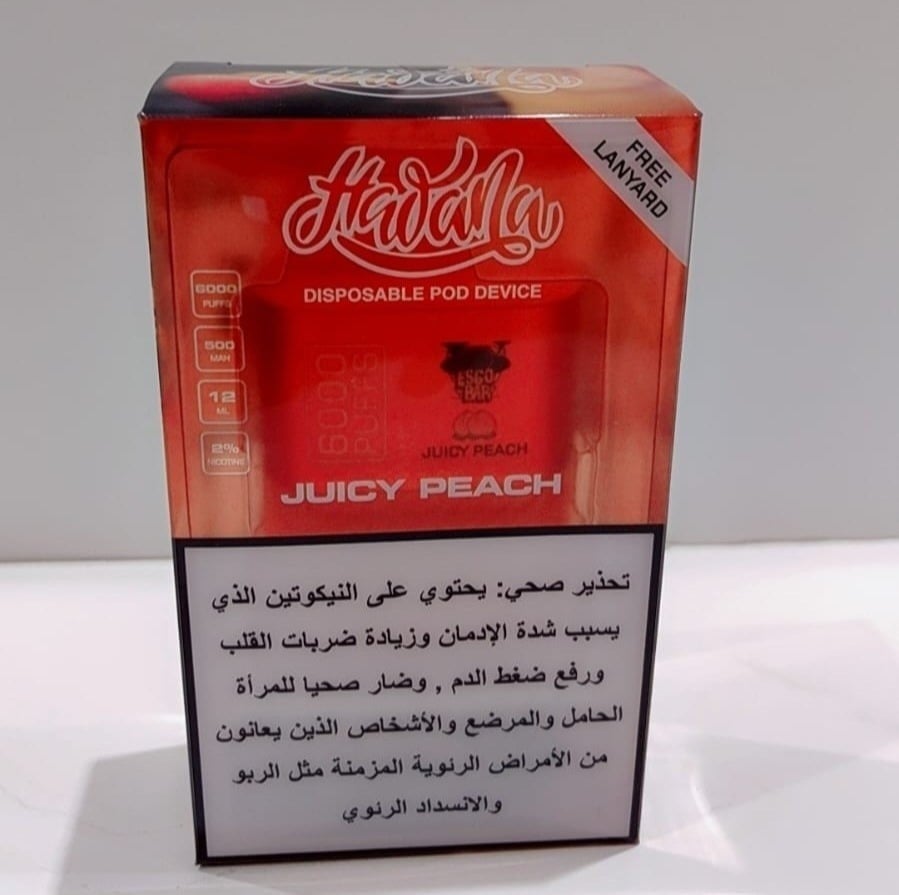 Havana
FREE
LANYARD
Havana
DISPOSABLE POD DEVICE
6000
PUFFS
500
MAH
12
ML
2%
NICOTINE
6000
PUFFS
ESCO
BAR
JUICY PEACH
JUICY PEACH
تحذير صحي: يحتوي على النيكوتين الذي
يسبب شدة الإدمان وزيادة ضربات القلب
ورفع ضغط الدم , وضار صحيا للمرأة
الحامل والمرضع والأشخاص الذين يعانون
من الأمراض الرئوية المزمنة مثل الربو
والانسداد الرئوي